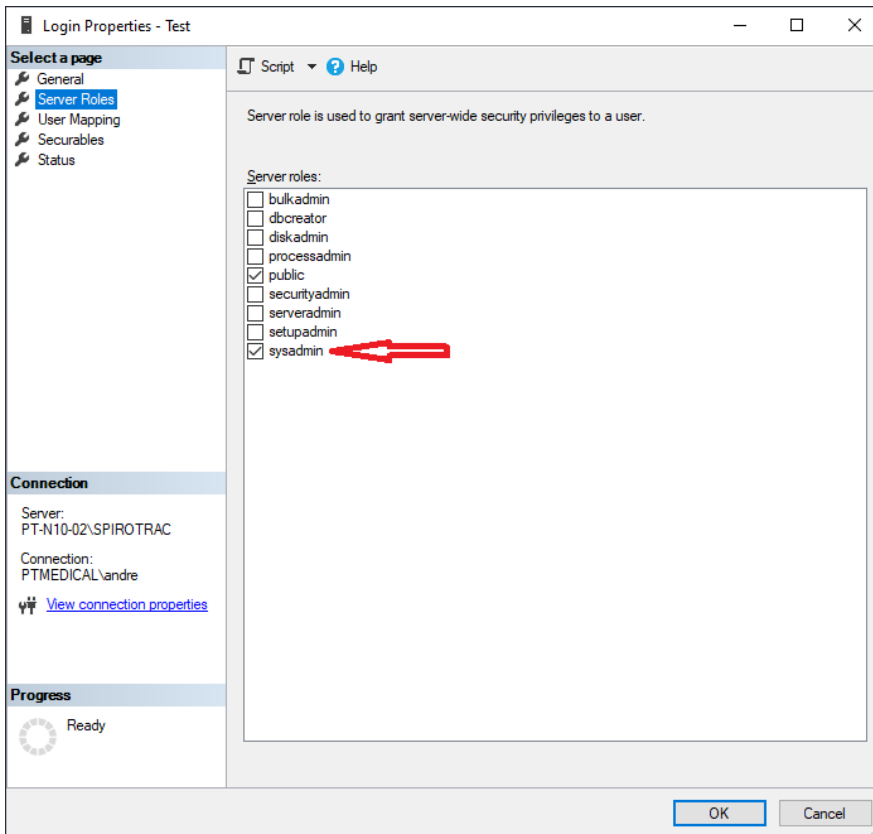 Login Properties - Test
Select a page
General
Server Roles
User Mapping
Securables
Status
Script
Help
Server role is used to grant server-wide security privileges to a user.
Server roles:
bulkadmin
dbcreator
diskadmin
processadmin
public
securityadmin
serveradmin
setupadmin
sysadmin
Connection
Server:
PT-N10-02\SPIROTRAC
Connection:
PTMEDICAL\andre
View connection properties
Progress
Ready
OK
Cancel